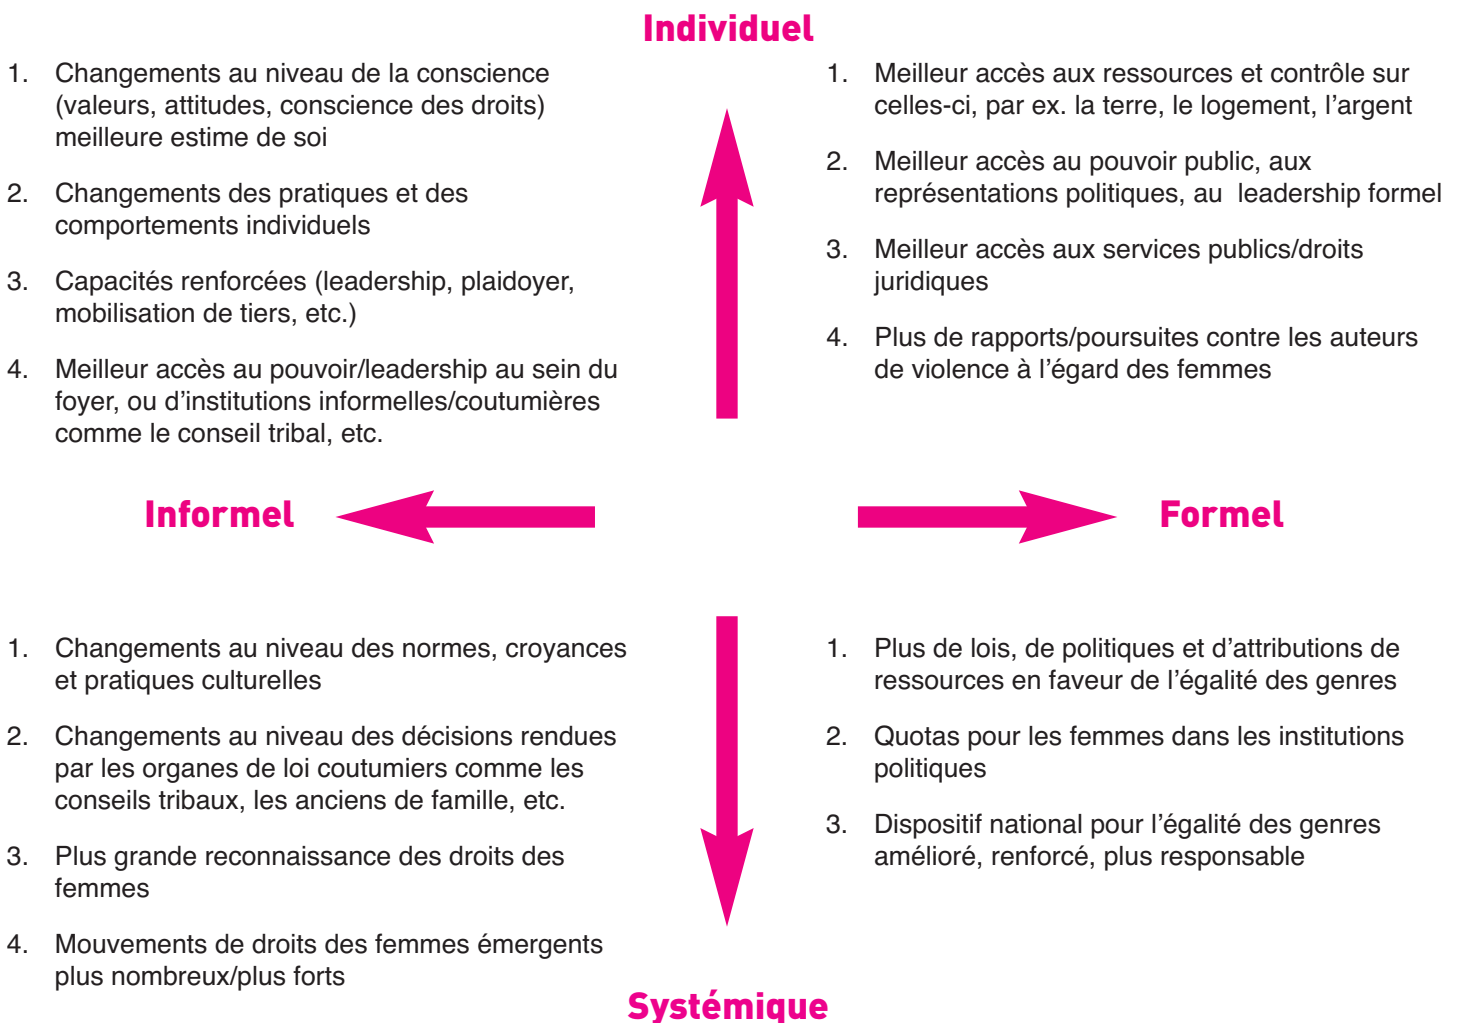 Individuel
1. Changements au niveau de la conscience
(valeurs, attitudes, conscience des droits)
meilleure estime de soi
2. Changements des pratiques et des
comportements individuels
3. Capacités renforcées (leadership, plaidoyer,
mobilisation de tiers, etc.)
4. Meilleur accès au pouvoir/leadership au sein du
foyer, ou d’institutions informelles/coutumières
comme le conseil tribal, etc.
1. Meilleur accès aux ressources et contrôle sur
celles-ci, par ex. la terre, le logement, l’argent
2. Meilleur accès au pouvoir public, aux
représentations politiques, au leadership formel
3. Meilleur accès aux services publics/droits
juridiques
4. Plus de rapports/poursuites contre les auteurs
de violence à l’égard des femmes
Informel
Formel
1. Changements au niveau des normes, croyances
et pratiques culturelles
2. Changements au niveau des décisions rendues
par les organes de loi coutumiers comme les
conseils tribaux, les anciens de famille, etc.
3. Plus grande reconnaissance des droits des
femmes
4. Mouvements de droits des femmes émergents
plus nombreux/plus forts
1. Plus de lois, de politiques et d’attributions de
ressources en faveur de l’égalité des genres
2. Quotas pour les femmes dans les institutions
politiques
3. Dispositif national pour l’égalité des genres
amélioré, renforcé, plus responsable
Systémique